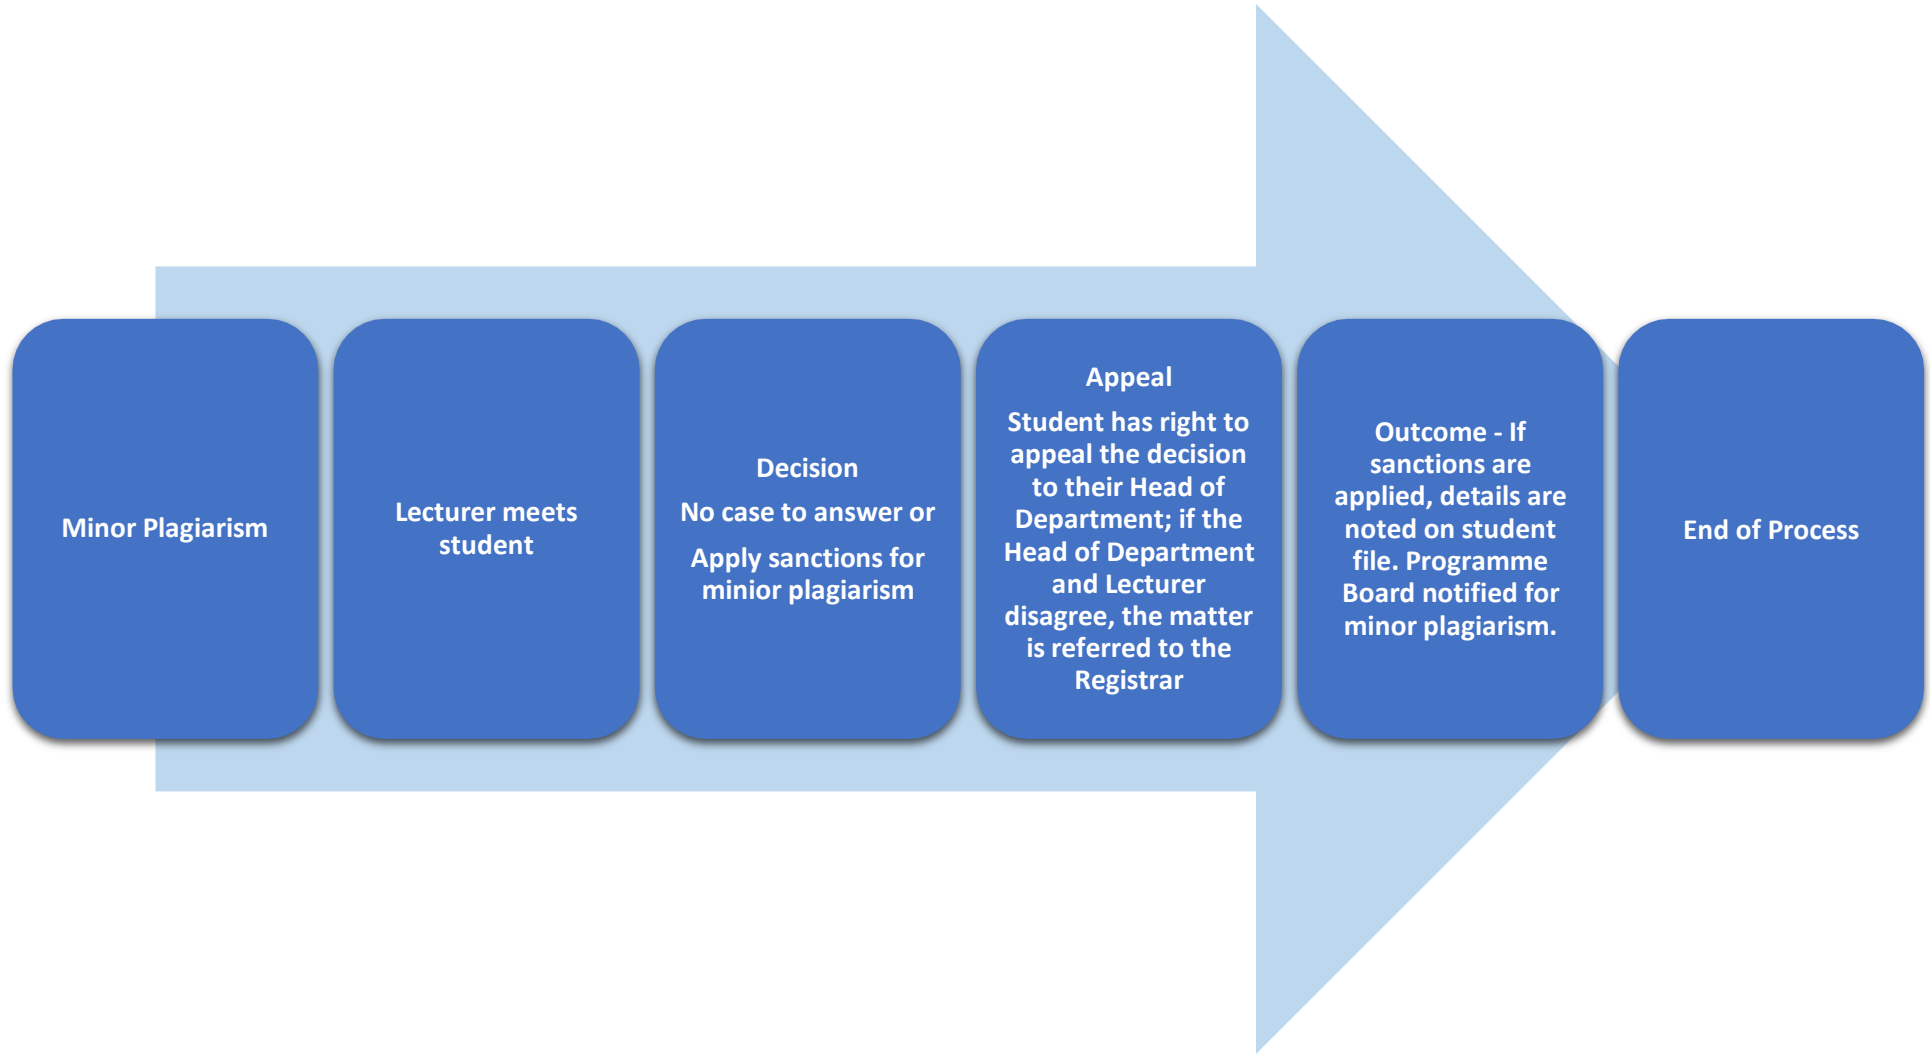 Minor Plagiarism
Lecturer meets
student
Decision
No case to answer or
Apply sanctions for
minior plagiarism
Appeal
Student has right to
appeal the decision
to their Head of
Department; if the
Head of Department
and Lecturer
disagree, the matter
is referred to the
Registrar
Outcome - If
sanctions are
applied, details are
noted on student
file. Programme
Board notified for
minor plagiarism.
End of Process